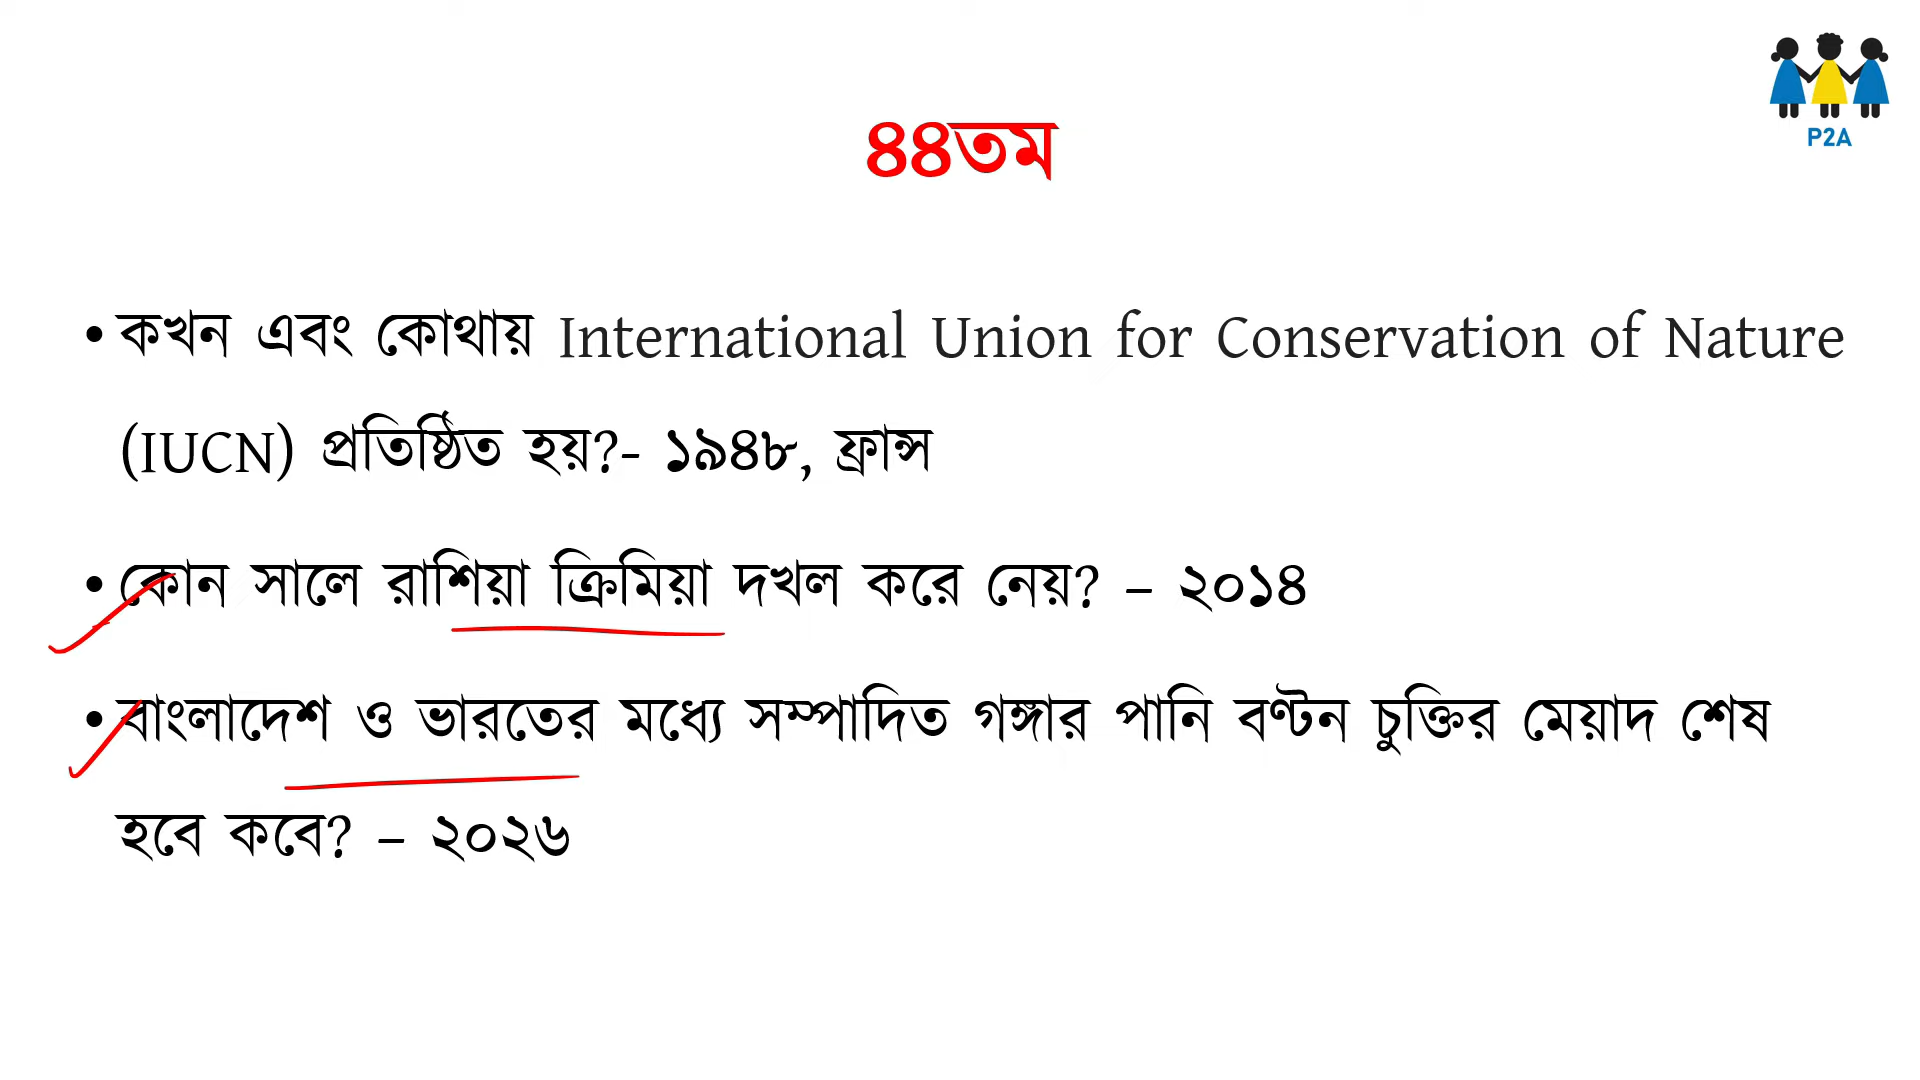 P2A
৪৪তম
• কখন এবং কোথায় International Union for Conservation of Nature
(IUCN) প্রতিষ্ঠিত হয়?- ১৯৪৮, ফ্রান্স
• কোন সালে রাশিয়া ক্রিমিয়া দখল করে নেয়? – ২০১৪
• বাংলাদেশ ও ভারতের মধ্যে সম্পাদিত গঙ্গার পানি বণ্টন চুক্তির মেয়াদ শেষ
হবে কবে? – ২০২৬